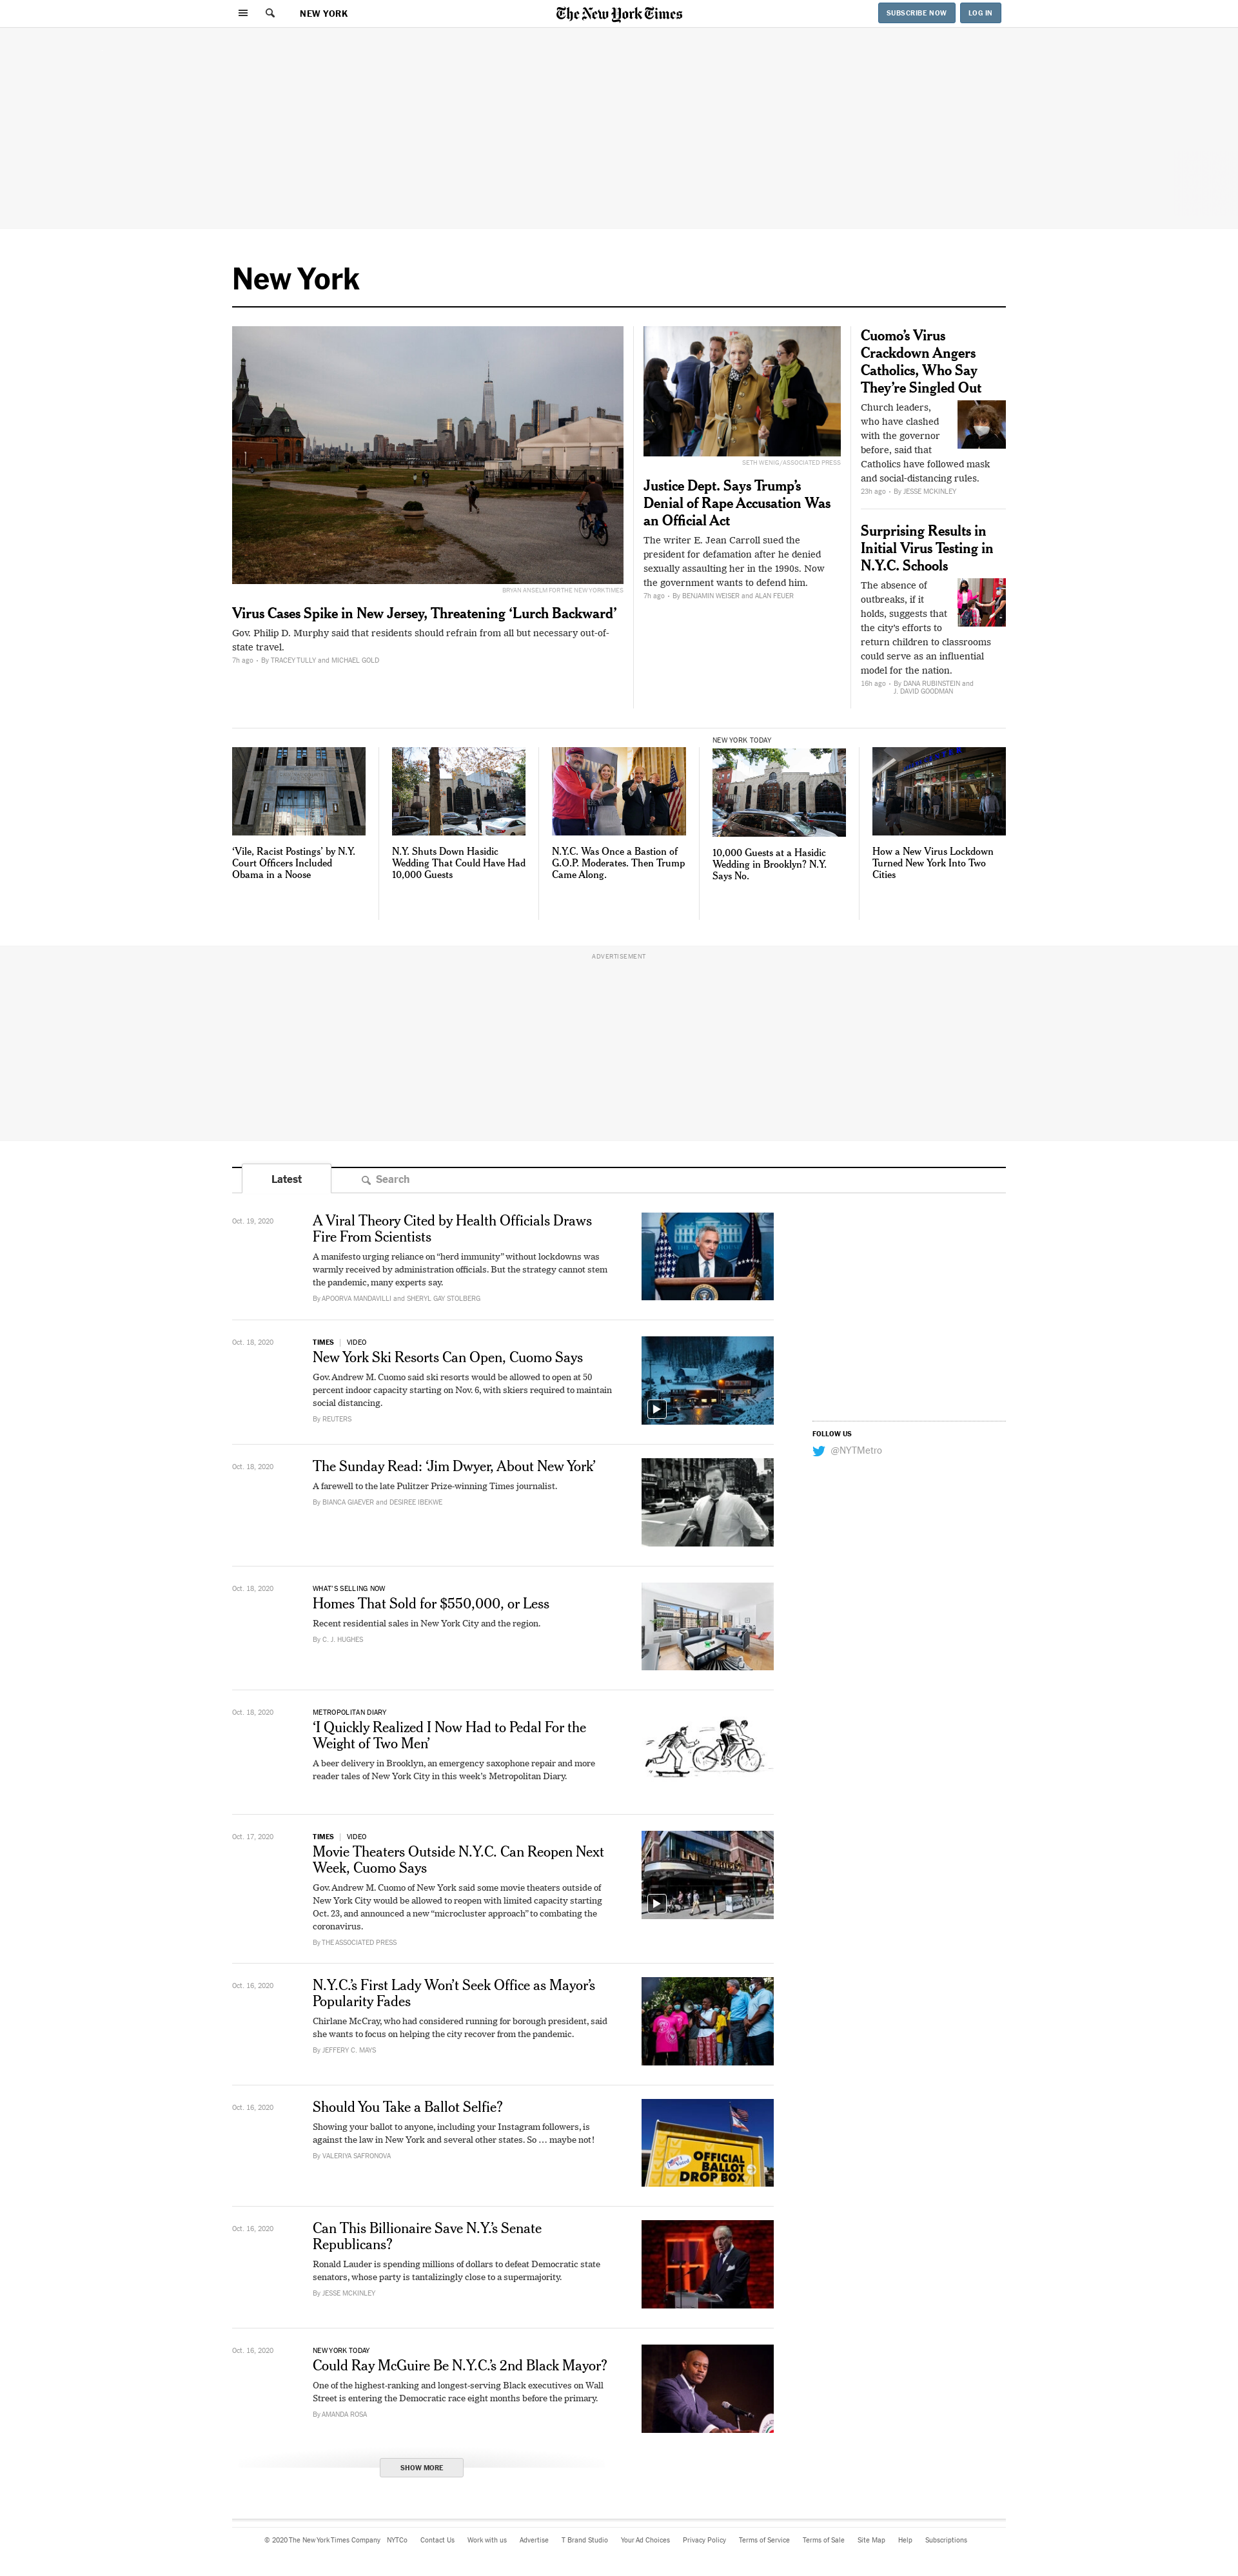 NEW YORK
The New York Times
SUBSCRIBE NOW
LOG IN
New York
BRYAN ANSELM FOR THE NEW YORK TIMES
Virus Cases Spike in New Jersey, Threatening ‘Lurch Backward’
Gov. Philip D. Murphy said that residents should refrain from all but necessary out-of-
state travel.
7h ago • By TRACEY TULLY and MICHAEL GOLD
SETH WENIG/ASSOCIATED PRESS
Justice Dept. Says Trump’s
Denial of Rape Accusation Was
an Official Act
The writer E. Jean Carroll sued the
president for defamation after he denied
sexually assaulting her in the 1990s. Now
the government wants to defend him.
7h ago • By BENJAMIN WEISER and ALAN FEUER
Cuomo’s Virus
Crackdown Angers
Catholics, Who Say
They’re Singled Out
Church leaders,
who have clashed
with the governor
before, said that
Catholics have followed mask
and social-distancing rules.
23h ago • By JESSE MCKINLEY
Surprising Results in
Initial Virus Testing in
N.Y.C. Schools
The absence of
outbreaks, if it
holds, suggests that
the city’s efforts to
return children to classrooms
could serve as an influential
model for the nation.
16h ago • By DANA RUBINSTEIN and
J. DAVID GOODMAN
‘Vile, Racist Postings’ by N.Y.
Court Officers Included
Obama in a Noose
N.Y. Shuts Down Hasidic
Wedding That Could Have Had
10,000 Guests
N.Y.C. Was Once a Bastion of
G.O.P. Moderates. Then Trump
Came Along.
NEW YORK TODAY
10,000 Guests at a Hasidic
Wedding in Brooklyn? N.Y.
Says No.
How a New Virus Lockdown
Turned New York Into Two
Cities
ADVERTISEMENT
Latest
Search
Oct. 19, 2020
A Viral Theory Cited by Health Officials Draws
Fire From Scientists
A manifesto urging reliance on “herd immunity” without lockdowns was
warmly received by administration officials. But the strategy cannot stem
the pandemic, many experts say.
By APOORVA MANDAVILLI and SHERYL GAY STOLBERG
Oct. 18, 2020
TIMES | VIDEO
New York Ski Resorts Can Open, Cuomo Says
Gov. Andrew M. Cuomo said ski resorts would be allowed to open at 50
percent indoor capacity starting on Nov. 6, with skiers required to maintain
social distancing.
By REUTERS
FOLLOW US
@NYTMetro
Oct. 18, 2020
The Sunday Read: ‘Jim Dwyer, About New York’
A farewell to the late Pulitzer Prize-winning Times journalist.
By BIANCA GIAEVER and DESIREE IBEKWE
Oct. 18, 2020
WHAT'S SELLING NOW
Homes That Sold for $550,000, or Less
Recent residential sales in New York City and the region.
By C. J. HUGHES
Oct. 18, 2020
METROPOLITAN DIARY
‘I Quickly Realized I Now Had to Pedal For the
Weight of Two Men’
A beer delivery in Brooklyn, an emergency saxophone repair and more
reader tales of New York City in this week’s Metropolitan Diary.
Oct. 17, 2020
TIMES | VIDEO
Movie Theaters Outside N.Y.C. Can Reopen Next
Week, Cuomo Says
Gov. Andrew M. Cuomo of New York said some movie theaters outside of
New York City would be allowed to reopen with limited capacity starting
Oct. 23, and announced a new “microcluster approach” to combating the
coronavirus.
By THE ASSOCIATED PRESS
Oct. 16, 2020
N.Y.C.’s First Lady Won’t Seek Office as Mayor’s
Popularity Fades
Chirlane McCray, who had considered running for borough president, said
she wants to focus on helping the city recover from the pandemic.
By JEFFERY C. MAYS
Oct. 16, 2020
Should You Take a Ballot Selfie?
Showing your ballot to anyone, including your Instagram followers, is
against the law in New York and several other states. So … maybe not!
By VALERIYA SAFRONOVA
OFFICIAL
BALLOT
DROP BOX
Oct. 16, 2020
Can This Billionaire Save N.Y.’s Senate
Republicans?
Ronald Lauder is spending millions of dollars to defeat Democratic state
senators, whose party is tantalizingly close to a supermajority.
By JESSE MCKINLEY
Oct. 16, 2020
NEW YORK TODAY
Could Ray McGuire Be N.Y.C.’s 2nd Black Mayor?
One of the highest-ranking and longest-serving Black executives on Wall
Street is entering the Democratic race eight months before the primary.
By AMANDA ROSA
SHOW MORE
© 2020 The New York Times Company NYTCo Contact Us Work with us Advertise T Brand Studio Your Ad Choices Privacy Policy Terms of Service Terms of Sale Site Map Help Subscriptions